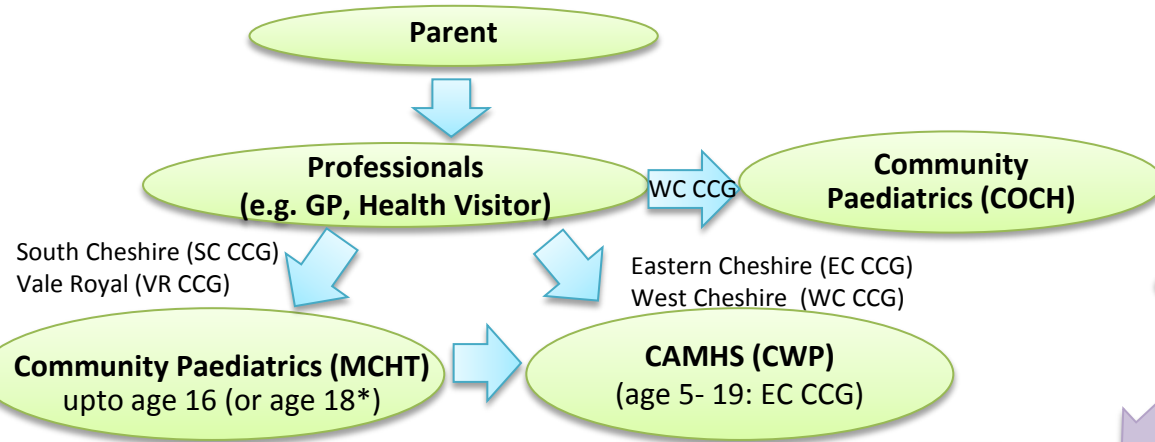 Parent
Professionals
(e.g. GP, Health Visitor)
WC CCG
Community
Paediatrics (COCH)
South Cheshire (SC CCG)
Vale Royal (VR CCG)
Eastern Cheshire (EC CCG)
West Cheshire (WC CCG)
Community Paediatrics (MCHT)
upto age 16 (or age 18*)
CAMHS (CWP)
(age 5- 19: EC CCG)